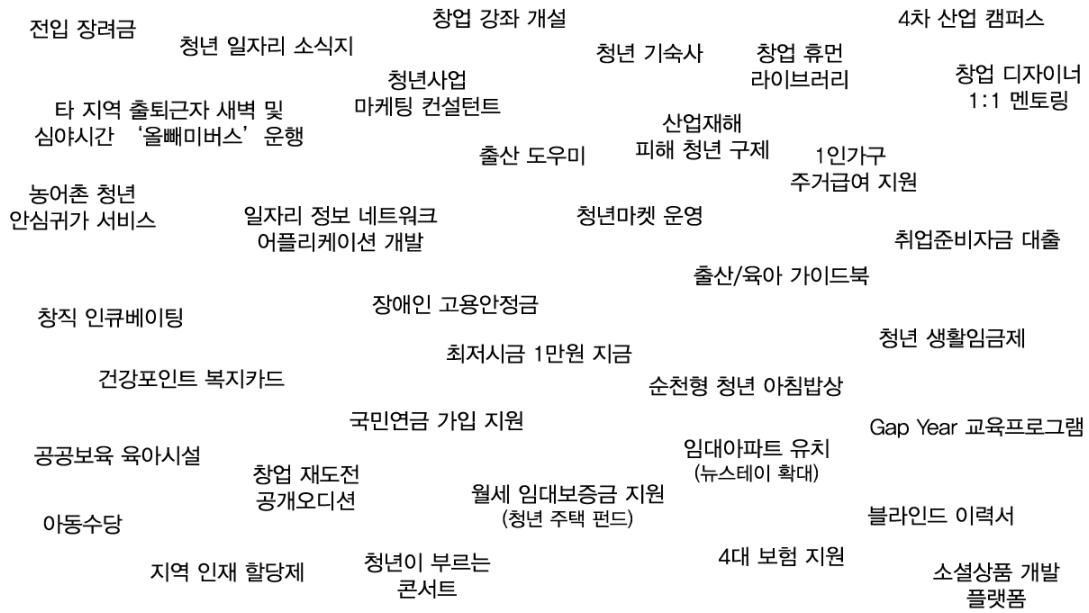 전입 장려금
창업 강좌 개설
4차 산업 캠퍼스
청년 일자리 소식지
청년 기숙사
창업 휴먼
라이브러리
창업 디자이너
1:1 멘토링
청년사업
마케팅 컨설턴트
타 지역 출퇴근자 새벽 및
심야시간 ‘올빼미버스’ 운행
산업재해
피해 청년 구제
출산 도우미
1인가구
주거급여 지원
농어촌 청년
안심귀가 서비스
일자리 정보 네트워크
어플리케이션 개발
청년마켓 운영
취업준비자금 대출
출산/육아 가이드북
창직 인큐베이팅
장애인 고용안정금
청년 생활임금제
최저시금 1만원 지금
건강포인트 복지카드
순천형 청년 아침밥상
국민연금 가입 지원
Gap Year 교육프로그램
공공보육 육아시설
임대아파트 유치
(뉴스테이 확대)
창업 재도전
공개오디션
월세 임대보증금 지원
(청년 주택 펀드)
아동수당
블라인드 이력서
지역 인재 할당제
청년이 부르는
콘서트
4대 보험 지원
소셜상품 개발
플랫폼